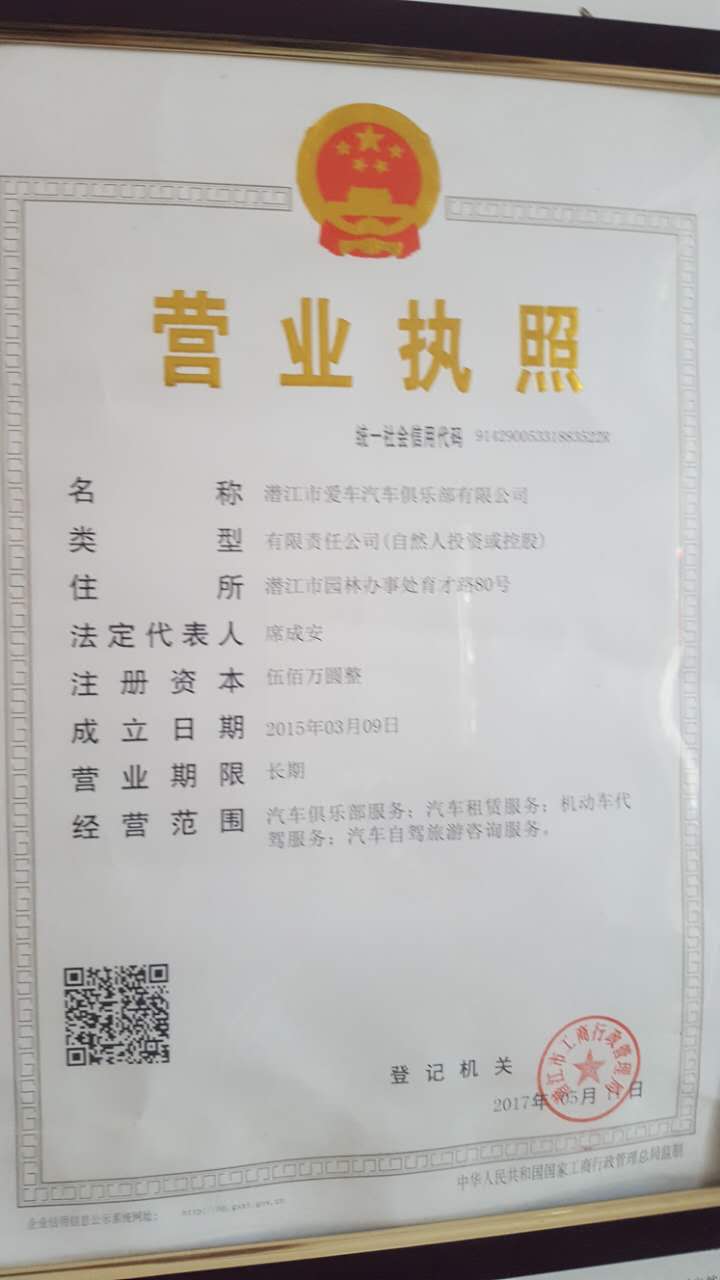 营业执照
统一社会信用代码 91429005331883522R
名称 潜江市爱车汽车俱乐部有限公司
类型 有限责任公司(自然人投资或控股)
住所 潜江市园林办事处育才路80号
法定代表人 席成安
注册资本 伍佰万圆整
成立日期 2015年03月09日
营业期限 长期
经营范围 汽车俱乐部服务；汽车租赁服务；机动车代
驾服务；汽车自驾旅游咨询服务。
登记机关
潜江市工商行政管理局
2017年05月 日
中华人民共和国国家工商行政管理总局监制
企业信用信息公示系统网址：